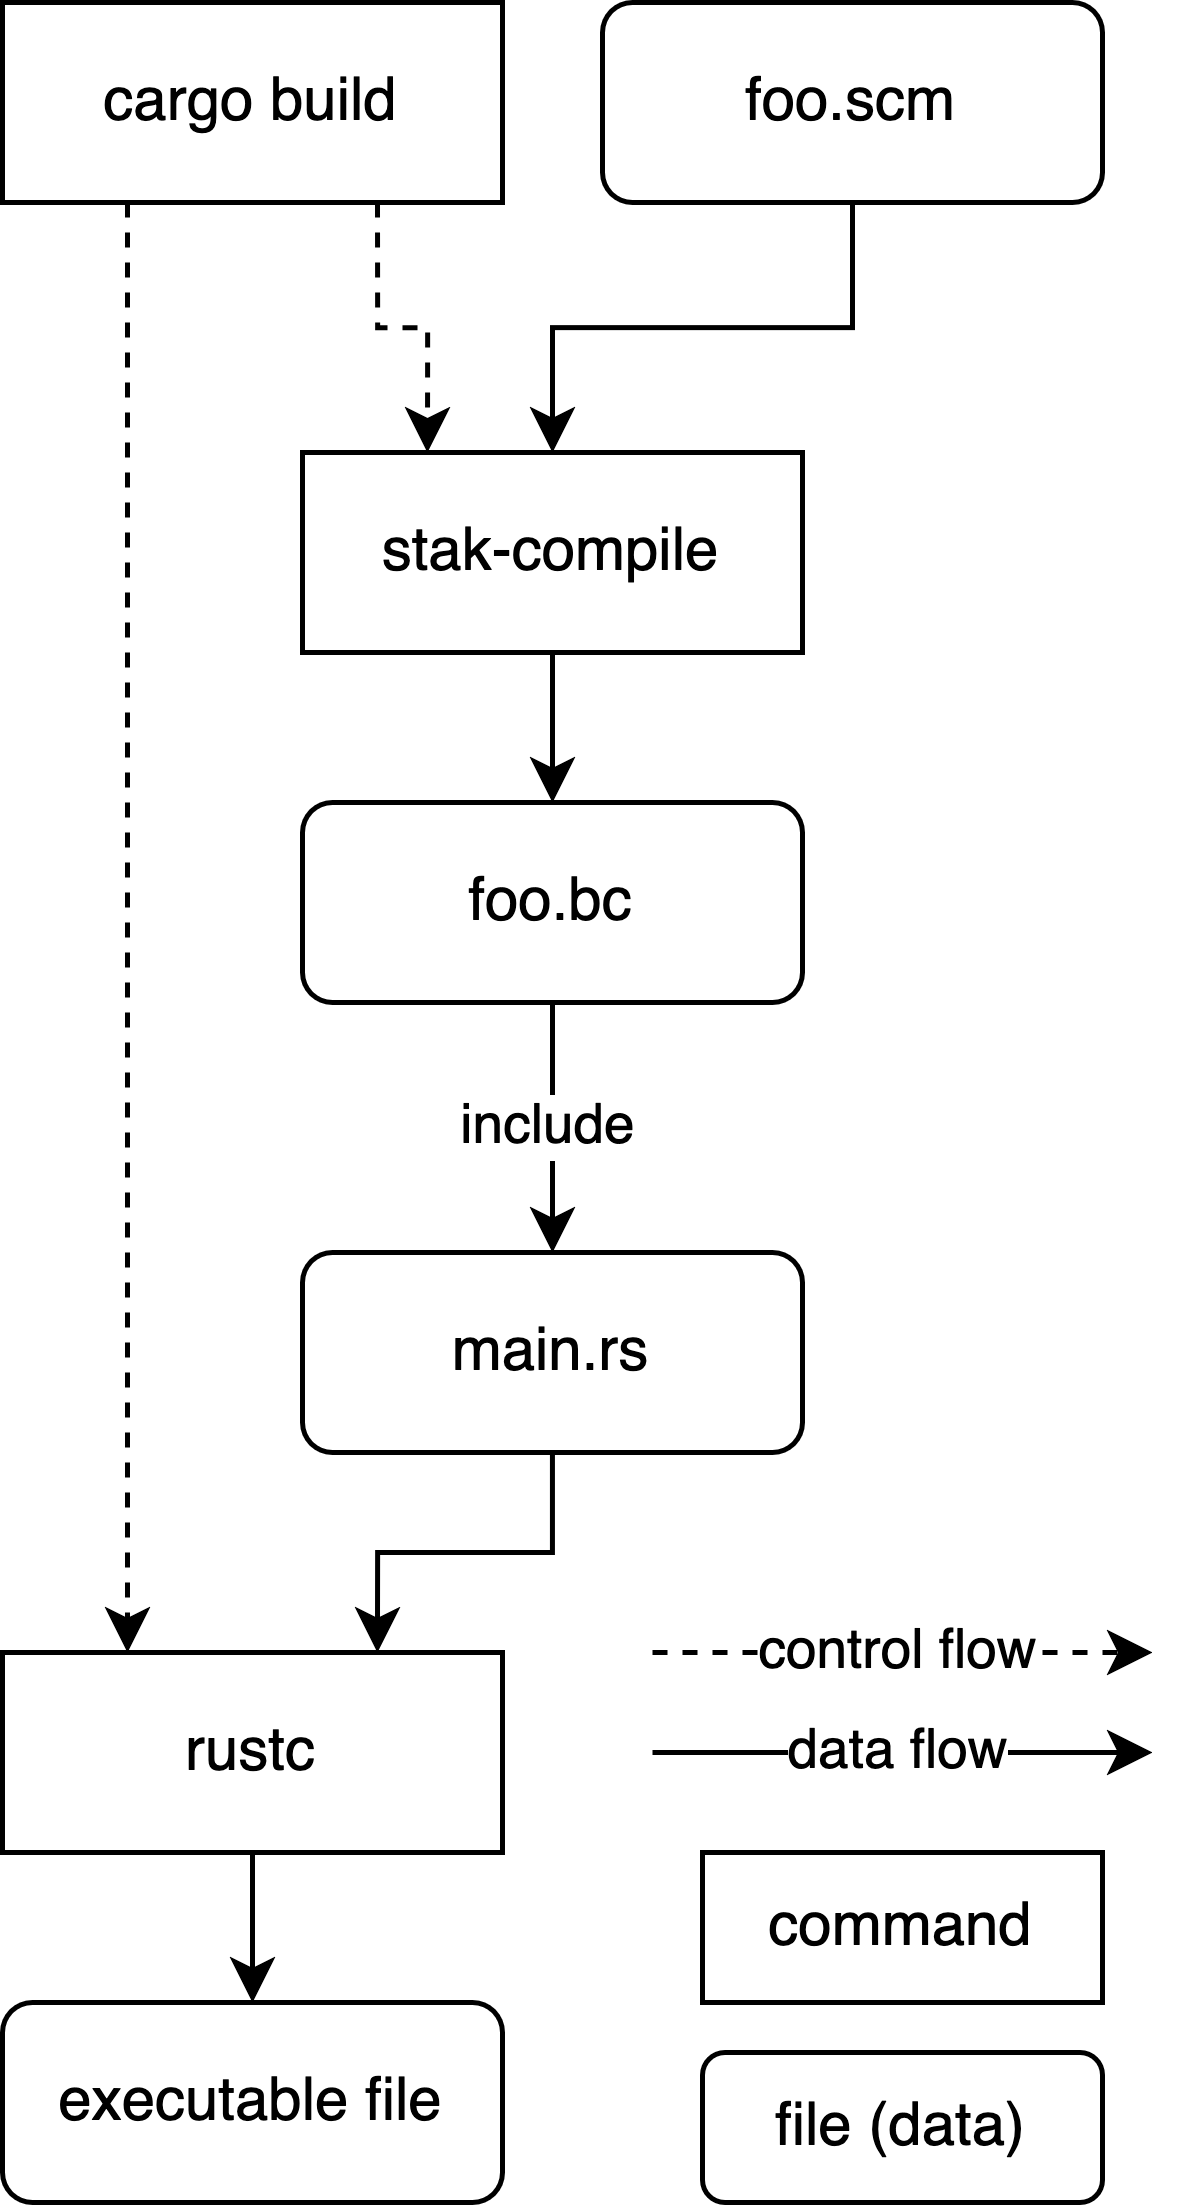 cargo build
foo.scm
stak-compile
foo.bc
include
main.rs
rustc
executable file
control flow
data flow
command
file (data)